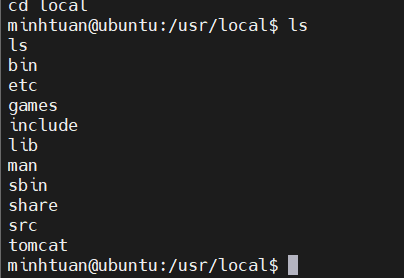 cd local
minhtuan@ubuntu:/usr/local$ ls
ls
bin
etc
games
include
lib
man
sbin
share
src
tomcat
minhtuan@ubuntu:/usr/local$